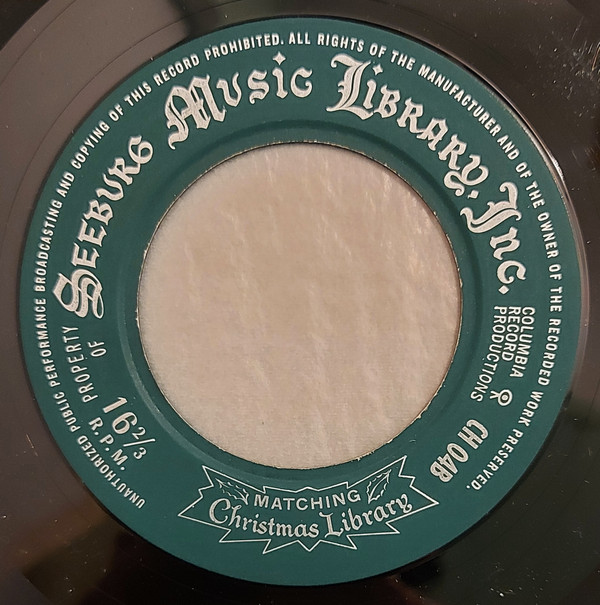 UNAUTHORIZED PUBLIC PERFORMANCE BROADCASTING AND COPYING OF THIS RECORD PROHIBITED. ALL RIGHTS OF THE MANUFACTURER AND OF THE OWNER OF THE RECORDED WORK PRESERVED.
PROPERTY
OF
SEEBURG MUSIC LIBRARY, INC.
COLUMBIA
RECORD
PRODUCTIONS
16 2/3
R.P.M.
CH 04B
MATCHING
Christmas Library